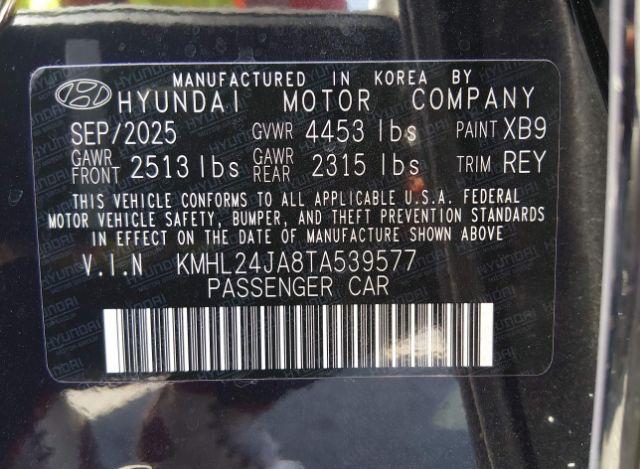 MANUFACTURED IN KOREA BY
HYUNDAI MOTOR COMPANY
SEP/2025 GVWR 4453 lbs PAINT XB9
GAWR FRONT 2513 lbs GAWR REAR 2315 lbs TRIM REY
THIS VEHICLE CONFORMS TO ALL APPLICABLE U.S.A. FEDERAL
MOTOR VEHICLE SAFETY, BUMPER, AND THEFT PREVENTION STANDARDS
IN EFFECT ON THE DATE OF MANUFACTURE SHOWN ABOVE
V.I.N KMHL24JA8TA539577
PASSENGER CAR